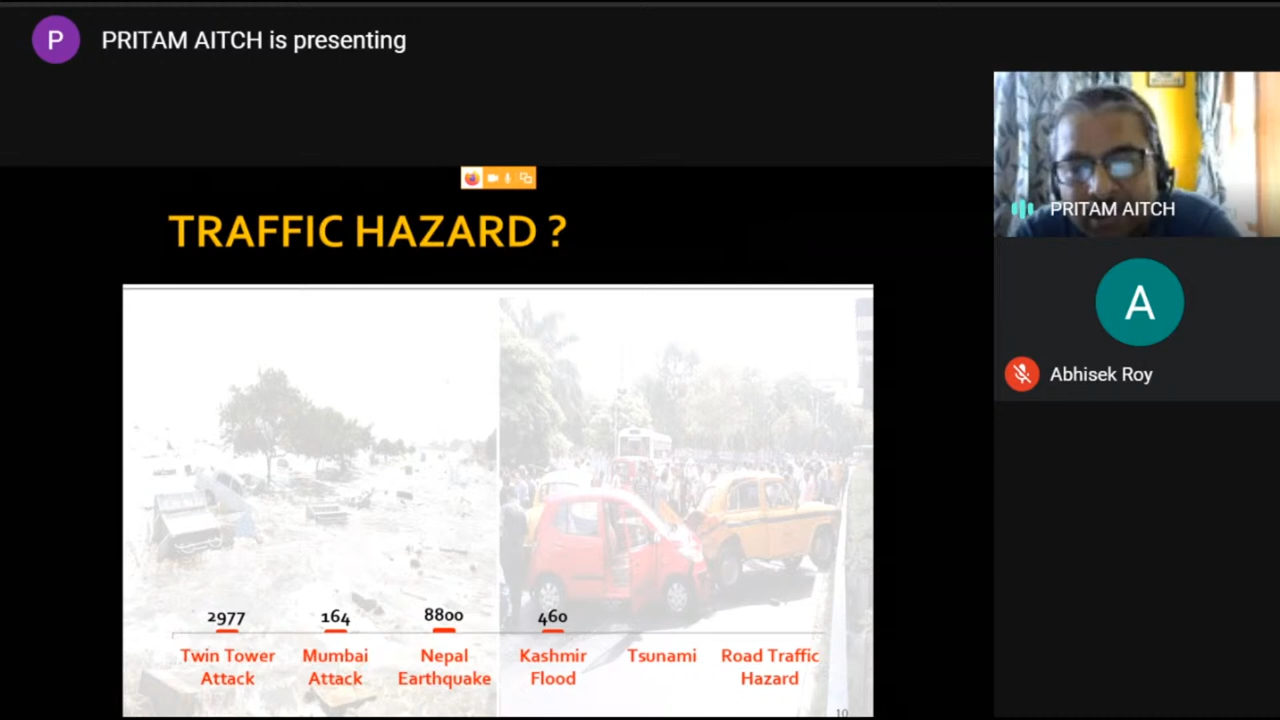 P
PRITAM AITCH is presenting
PRITAM AITCH
A
Abhisek Roy
TRAFFIC HAZARD ?
2977
164
8800
460
Twin Tower Attack
Mumbai Attack
Nepal Earthquake
Kashmir Flood
Tsunami
Road Traffic Hazard
10